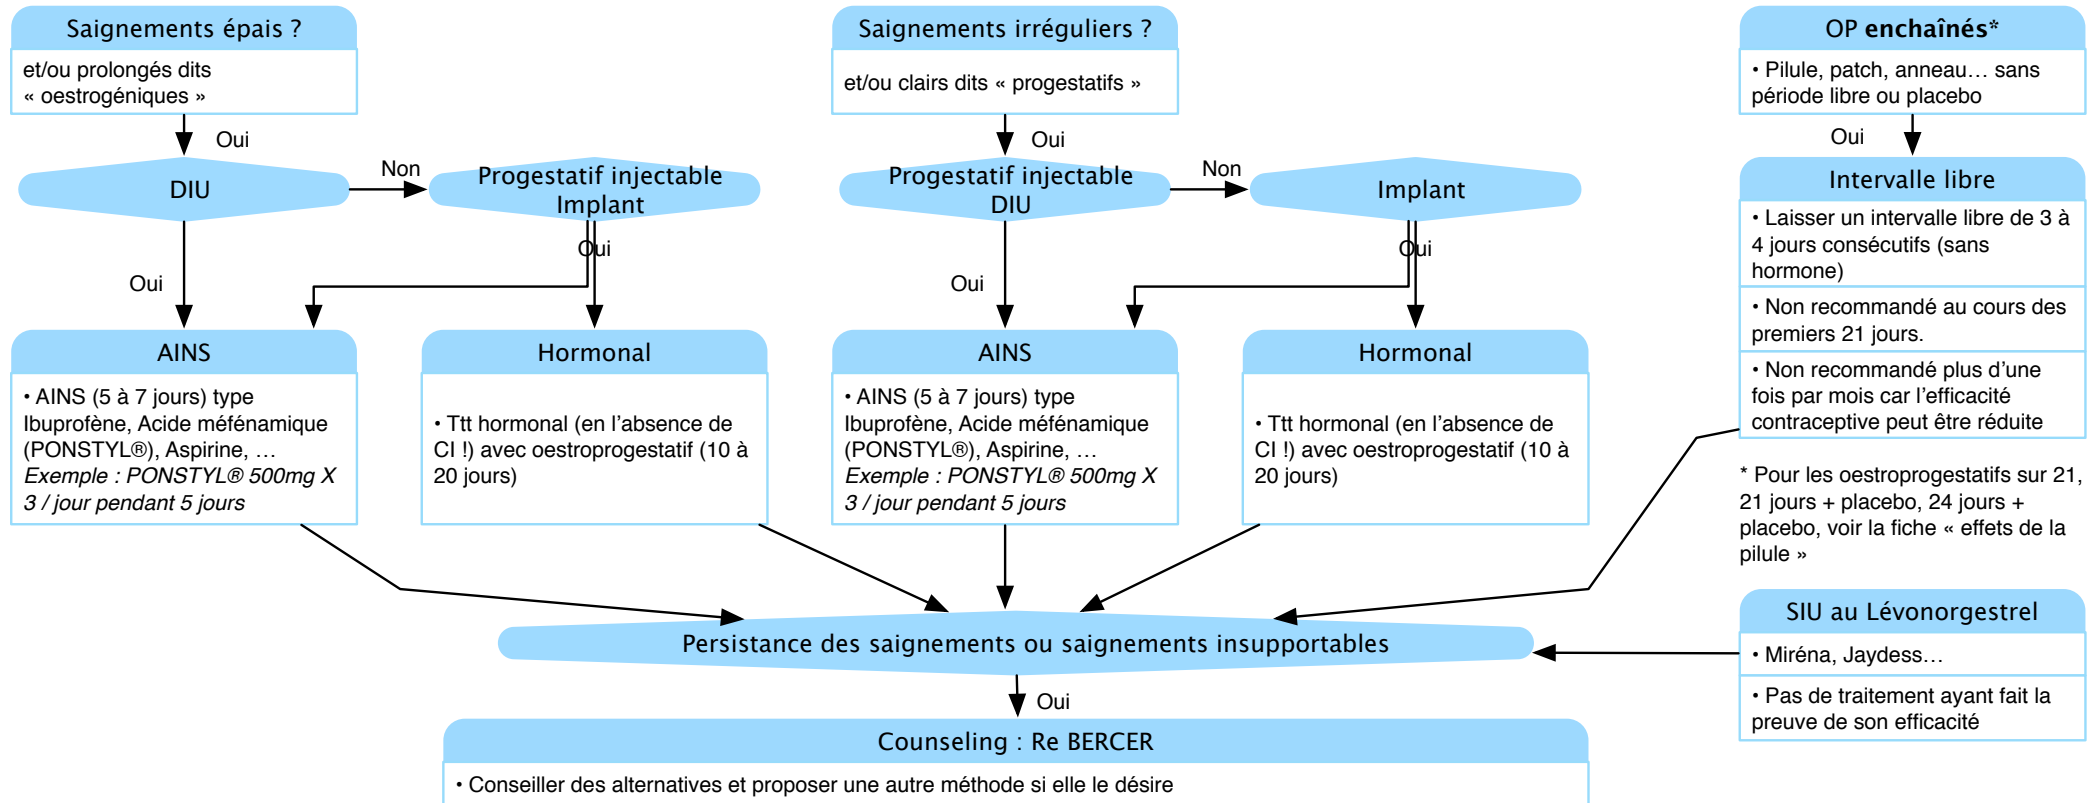 Saignements épais ?
et/ou prolongés dits
« oestrogéniques »
Oui
DIU
Non
Progestatif injectable
Implant
Oui
Oui
AINS
• AINS (5 à 7 jours) type
Ibuprofène, Acide méfénamique
(PONSTYL®), Aspirine, …
Exemple : PONSTYL® 500mg X
3 / jour pendant 5 jours
Hormonal
• Ttt hormonal (en l’absence de
CI !) avec oestroprogestatif (10 à
20 jours)
Saignements irréguliers ?
et/ou clairs dits « progestatifs »
Oui
Progestatif injectable
DIU
Non
Implant
Oui
Oui
AINS
• AINS (5 à 7 jours) type
Ibuprofène, Acide méfénamique
(PONSTYL®), Aspirine, …
Exemple : PONSTYL® 500mg X
3 / jour pendant 5 jours
Hormonal
• Ttt hormonal (en l’absence de
CI !) avec oestroprogestatif (10 à
20 jours)
OP enchaînés*
• Pilule, patch, anneau… sans
période libre ou placebo
Oui
Intervalle libre
• Laisser un intervalle libre de 3 à
4 jours consécutifs (sans
hormone)
• Non recommandé au cours des
premiers 21 jours.
• Non recommandé plus d’une
fois par mois car l’efficacité
contraceptive peut être réduite
* Pour les oestroprogestatifs sur 21,
21 jours + placebo, 24 jours +
placebo, voir la fiche « effets de la
pilule »
SIU au Lévonorgestrel
• Miréna, Jaydess…
• Pas de traitement ayant fait la
preuve de son efficacité
Persistance des saignements ou saignements insupportables
Oui
Counseling : Re BERCER
• Conseiller des alternatives et proposer une autre méthode si elle le désire